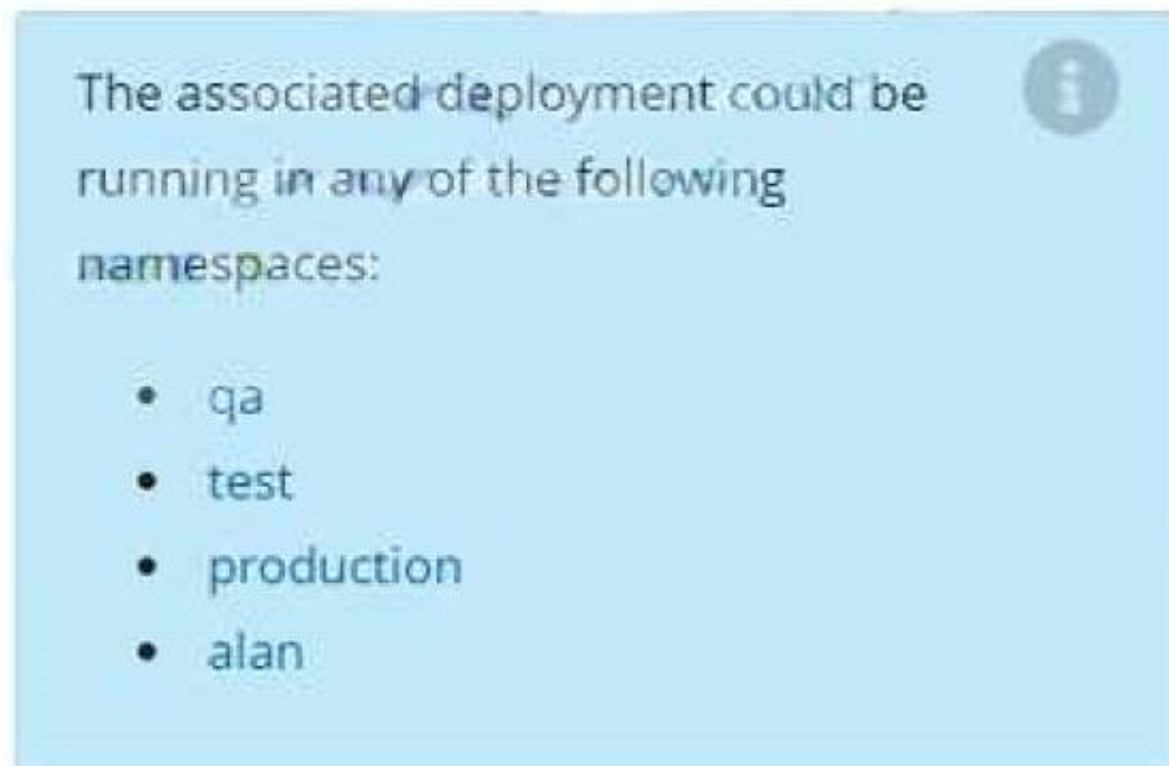 The associated deployment could be
running in any of the following
namespaces:
• qa
• test
• production
• alan